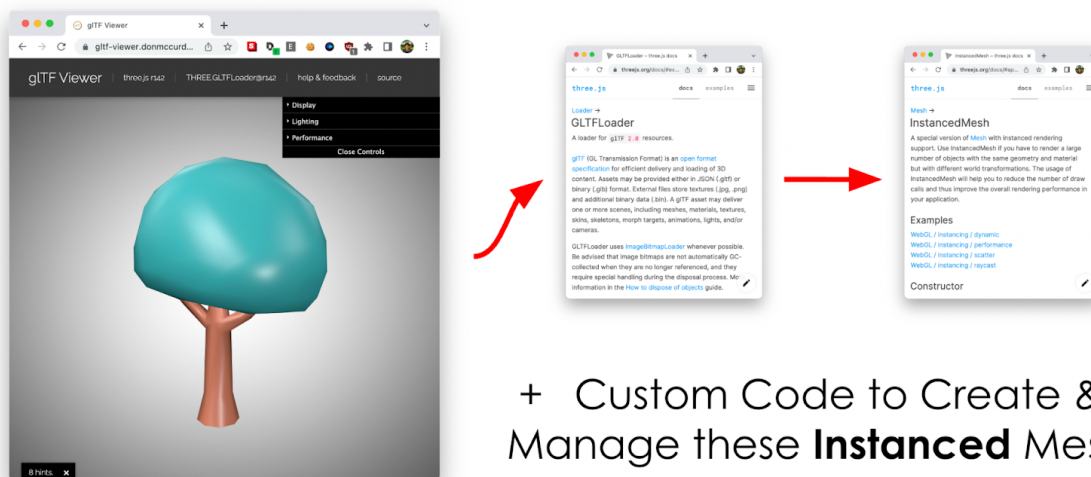 glTF Viewer
gltf-viewer.donmccurd...
glTF Viewer | three.js r142 | THREE.GLTFLoader@r142 | help & feedback | source
Display
Lighting
Performance
Close Controls
8 hints. x
GLTFLoader – three.js docs
threejs.org/docs/#ex...
three.js docs examples
Loader →
GLTFLoader
A loader for glTF 2.0 resources.
glTF (GL Transmission Format) is an open format
specification for efficient delivery and loading of 3D
content. Assets may be provided either in JSON (.gltf) or
binary (.glb) format. External files store textures (.jpg, .png)
and additional binary data (.bin). A glTF asset may deliver
one or more scenes, including meshes, materials, textures,
skins, skeletons, morph targets, animations, lights, and/or
cameras.
GLTFLoader uses ImageBitmapLoader whenever possible.
Be advised that image bitmaps are not automatically GC-
collected when they are no longer referenced, and they
require special handling during the disposal process. Mo
information in the How to dispose of objects guide.
InstancedMesh – three.js docs
threejs.org/docs/#ap...
three.js docs examples
Mesh →
InstancedMesh
A special version of Mesh with instanced rendering
support. Use InstancedMesh if you have to render a large
number of objects with the same geometry and material
but with different world transformations. The usage of
InstancedMesh will help you to reduce the number of draw
calls and thus improve the overall rendering performance in
your application.
Examples
WebGL / instancing / dynamic
WebGL / instancing / performance
WebGL / instancing / scatter
WebGL / instancing / raycast
Constructor
+ Custom Code to Create &
Manage these Instanced Mes